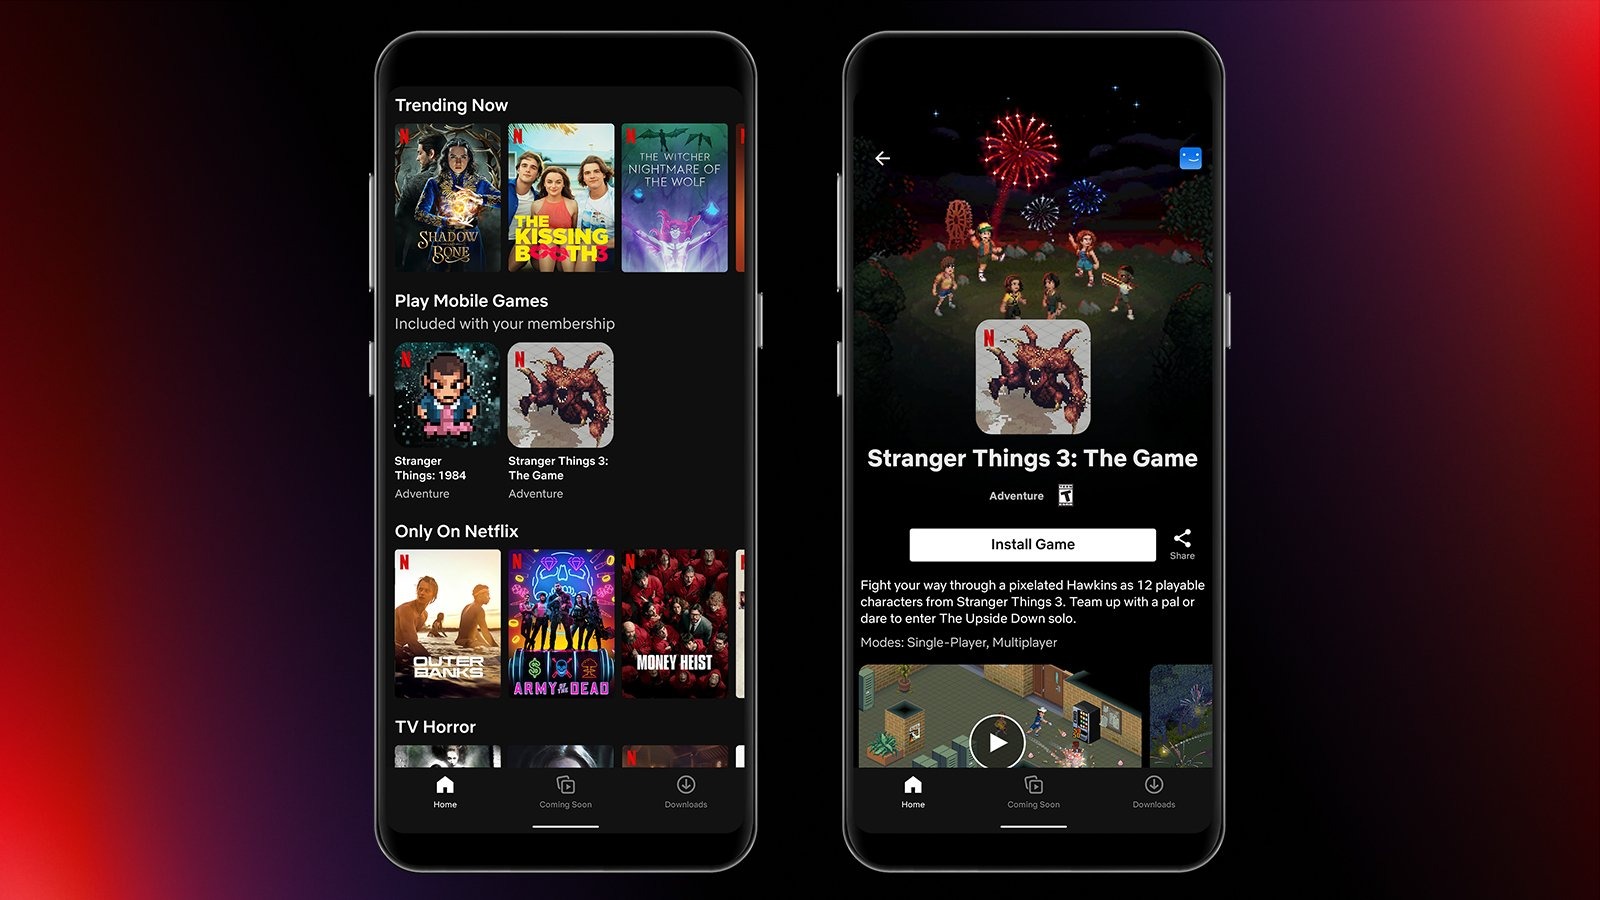 Trending Now
SHADOW
AND
BONE
THE
KISSING
BOOTH3
THE WITCHER
NIGHTMARE OF
THE WOLF
Play Mobile Games
Included with your membership
Stranger
Things: 1984
Adventure
Stranger Things 3:
The Game
Adventure
Only On Netflix
OUTER
BANKS
ARMY OF THE DEAD
MONEY HEIST
TV Horror
Home
Coming Soon
Downloads
Stranger Things 3: The Game
Adventure
T
Install Game
Share
Fight your way through a pixelated Hawkins as 12 playable
characters from Stranger Things 3. Team up with a pal or
dare to enter The Upside Down solo.
Modes: Single-Player, Multiplayer
Home
Coming Soon
Downloads